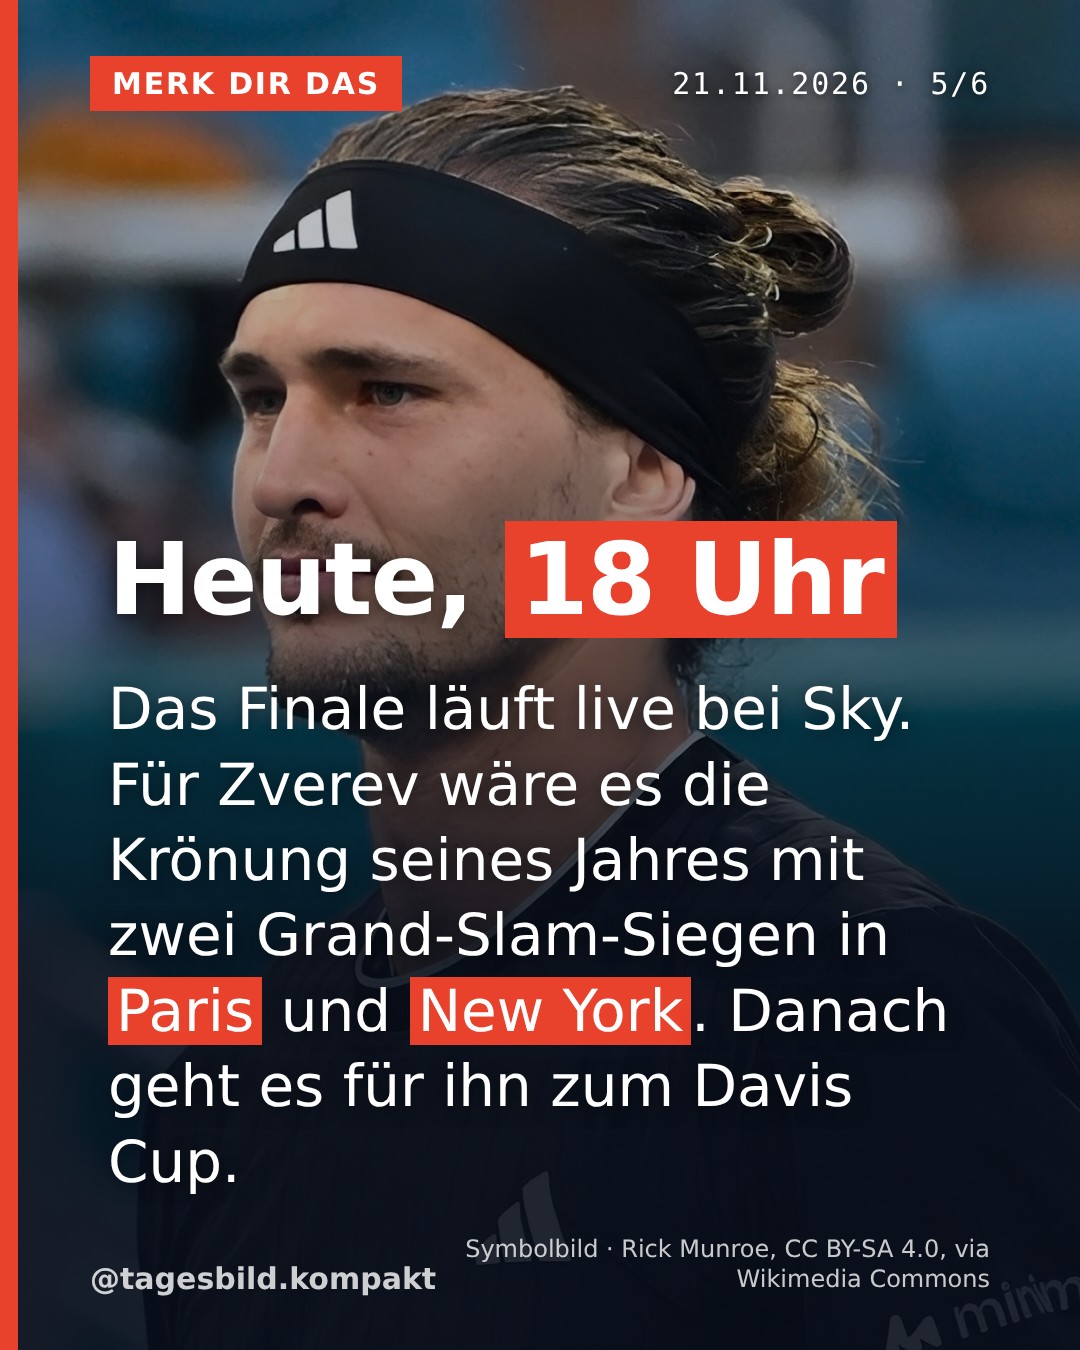 MERK DIR DAS
21.11.2026 · 5/6
Heute, 18 Uhr
Das Finale läuft live bei Sky.
Für Zverev wäre es die
Krönung seines Jahres mit
zwei Grand-Slam-Siegen in
Paris und New York. Danach
geht es für ihn zum Davis
Cup.
Symbolbild · Rick Munroe, CC BY-SA 4.0, via
Wikimedia Commons
@tagesbild.kompakt